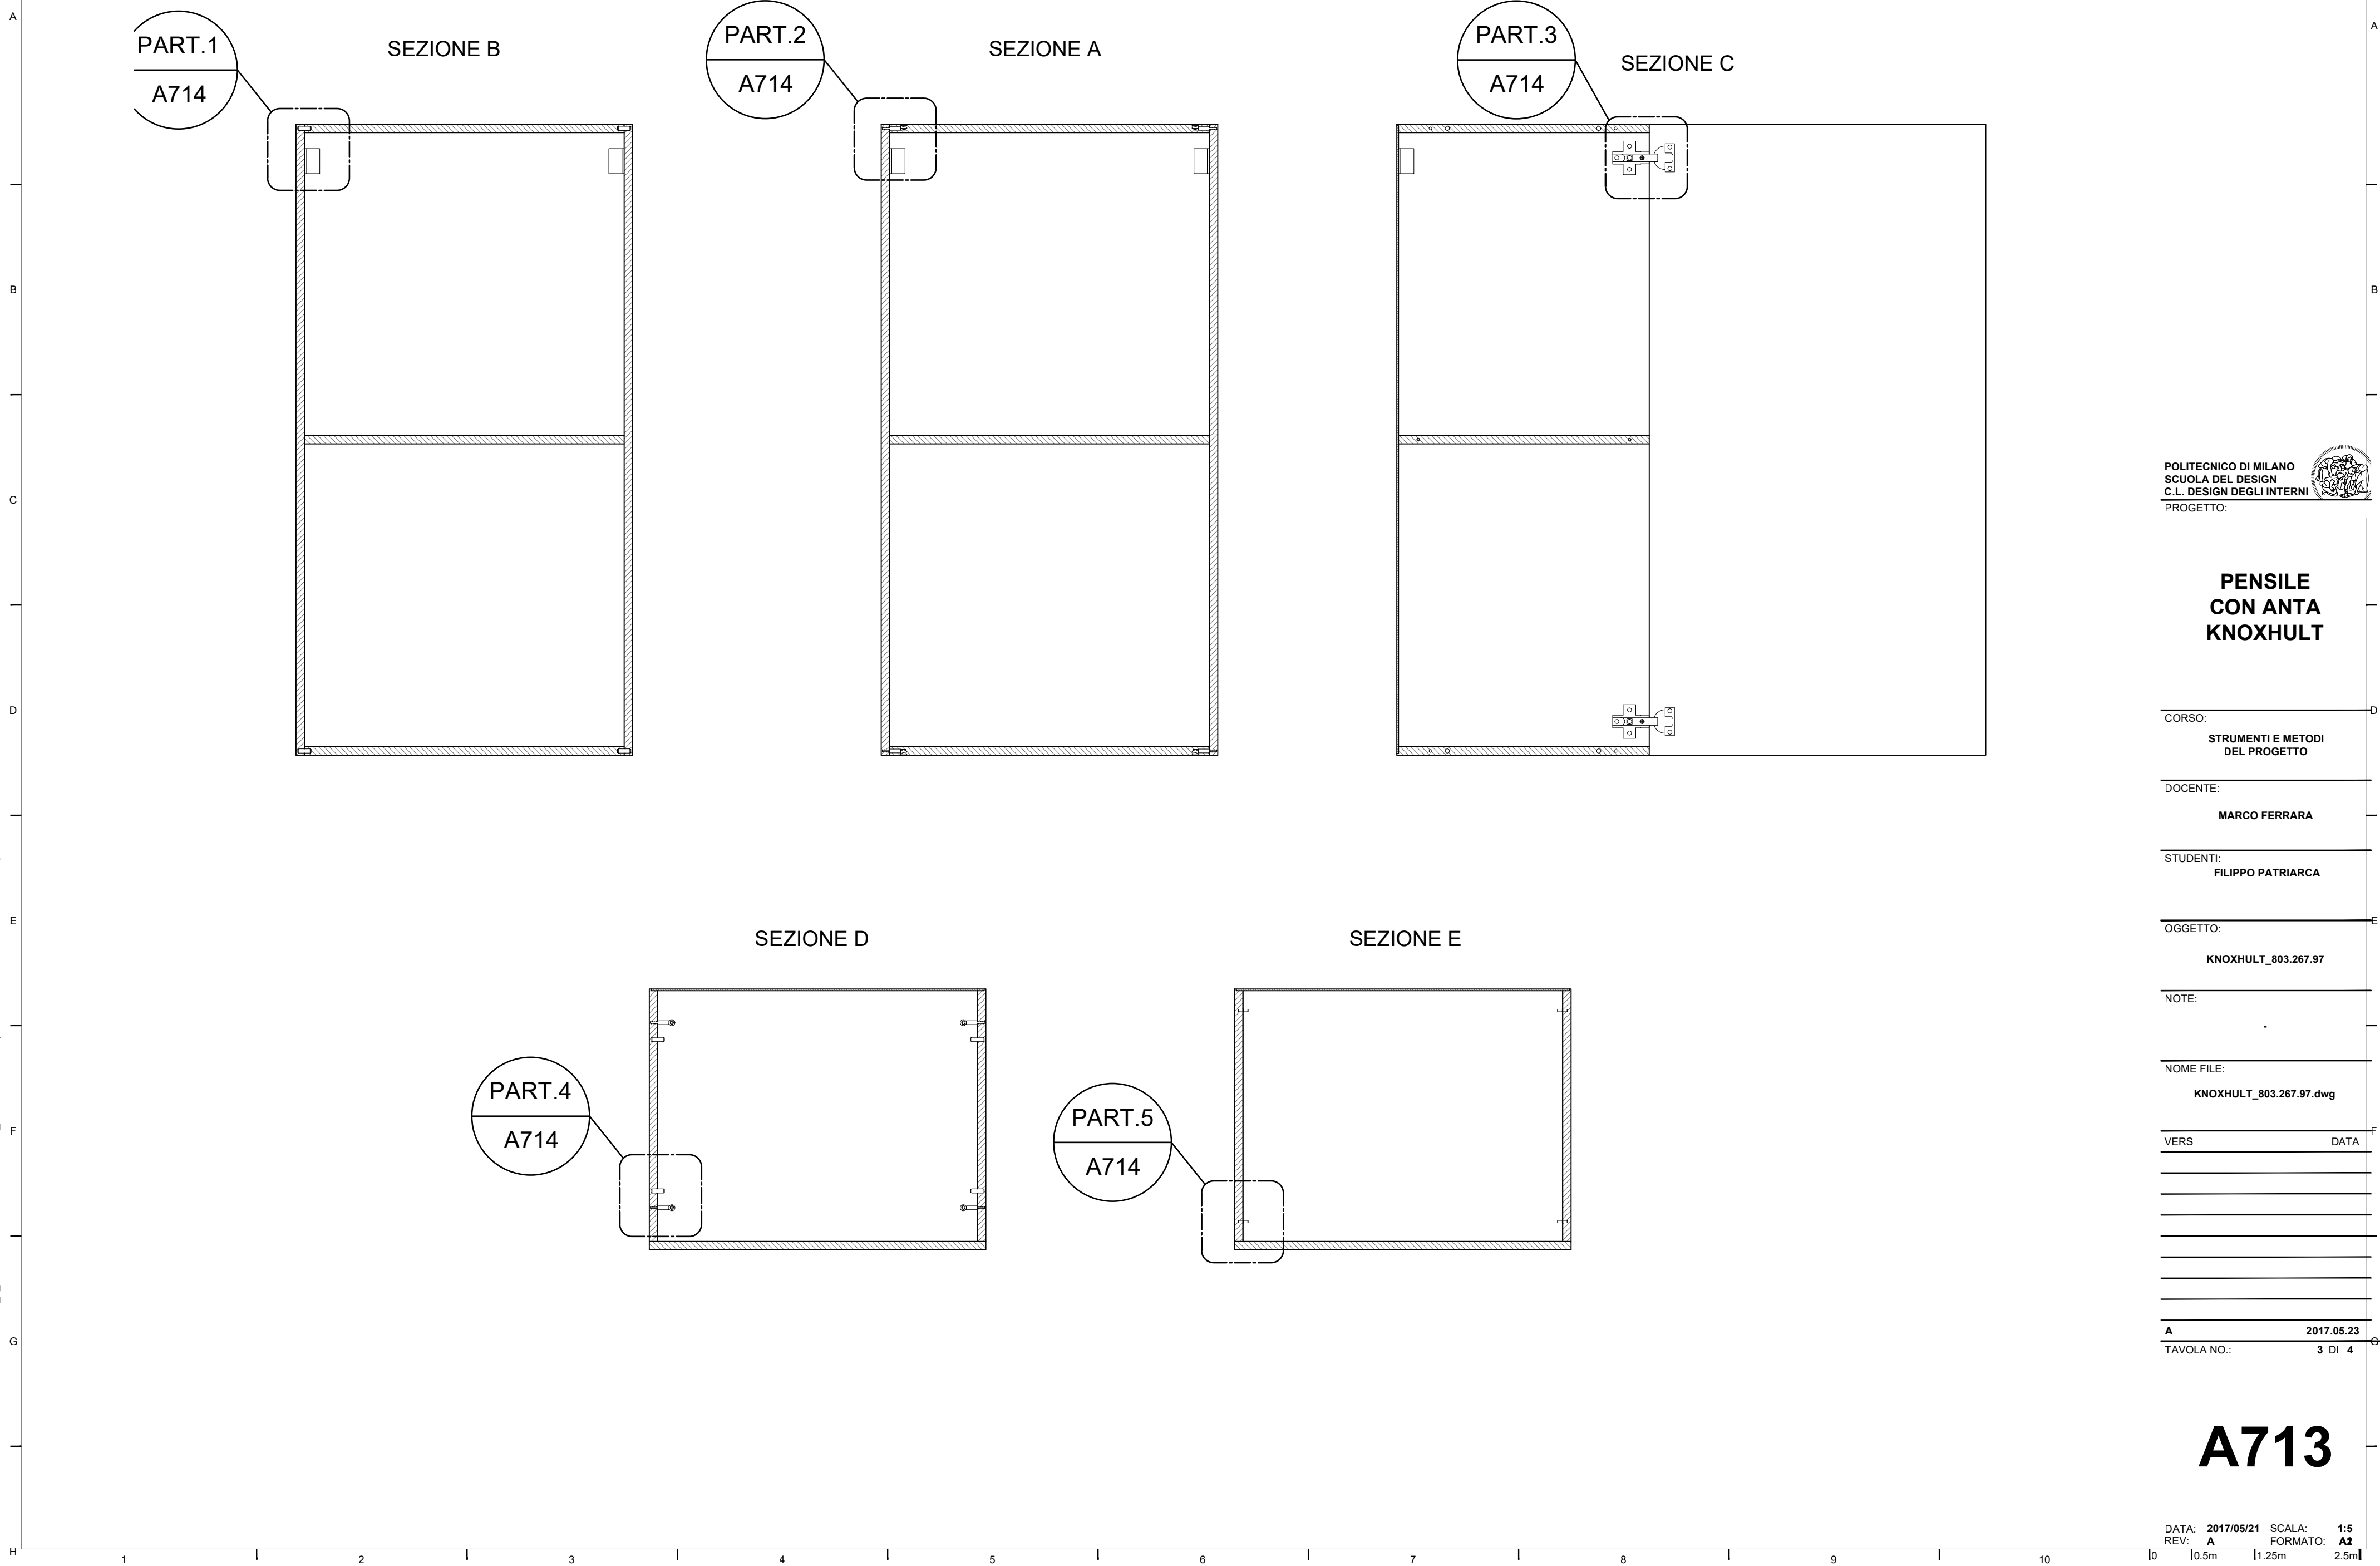 A
A
PART.1
A714
SEZIONE B
PART.2
A714
SEZIONE A
PART.3
A714
SEZIONE C
B
B
C
POLITECNICO DI MILANO
SCUOLA DEL DESIGN
C.L. DESIGN DEGLI INTERNI
PROGETTO:
PENSILE
CON ANTA
KNOXHULT
D
D
CORSO:
STRUMENTI E METODI
DEL PROGETTO
DOCENTE:
MARCO FERRARA
STUDENTI:
FILIPPO PATRIARCA
E
E
SEZIONE D
SEZIONE E
OGGETTO:
KNOXHULT_803.267.97
NOTE:
-
PART.4
A714
PART.5
A714
NOME FILE:
KNOXHULT_803.267.97.dwg
F
F
VERS DATA
A 2017.05.23
G
G
TAVOLA NO.: 3 DI 4
A713
DATA: 2017/05/21 SCALA: 1:5
REV: A FORMATO:
H
1 2 3 4 5 6 7 8 9 10
0 0.5m 1.25m 2.5m